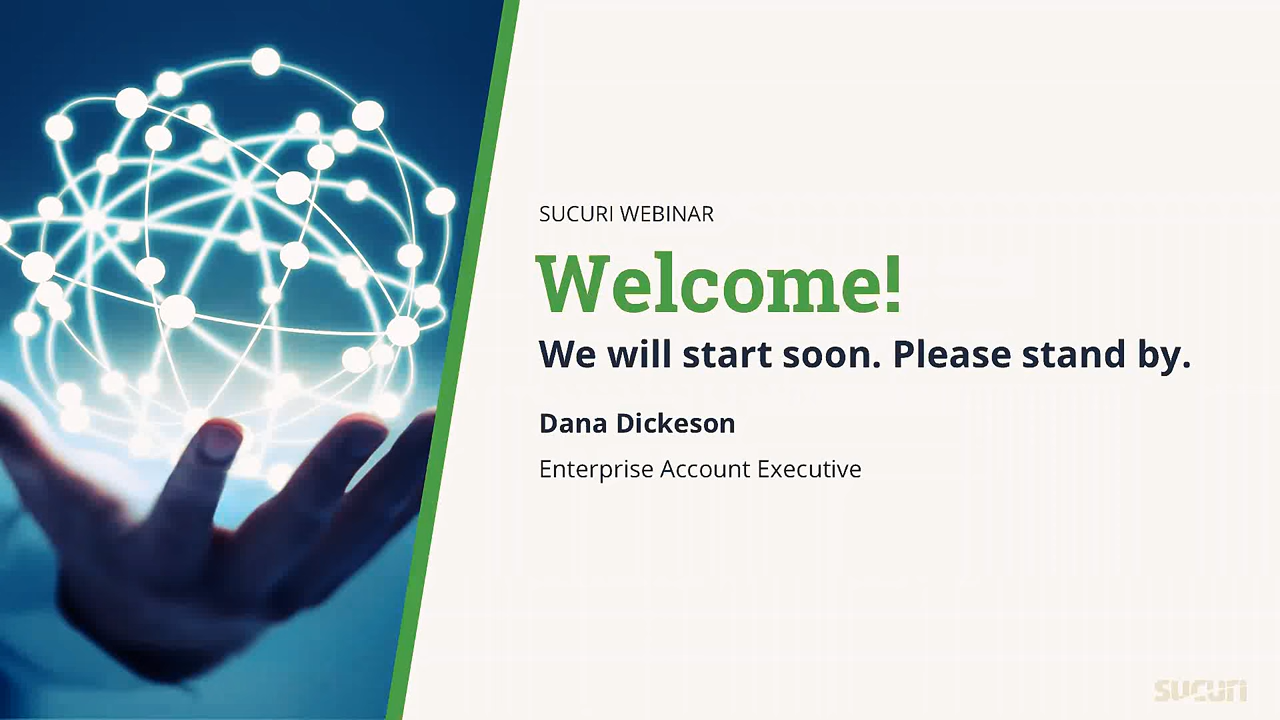 SUCURI WEBINAR
Welcome!
We will start soon. Please stand by.
Dana Dickeson
Enterprise Account Executive
SUCURI